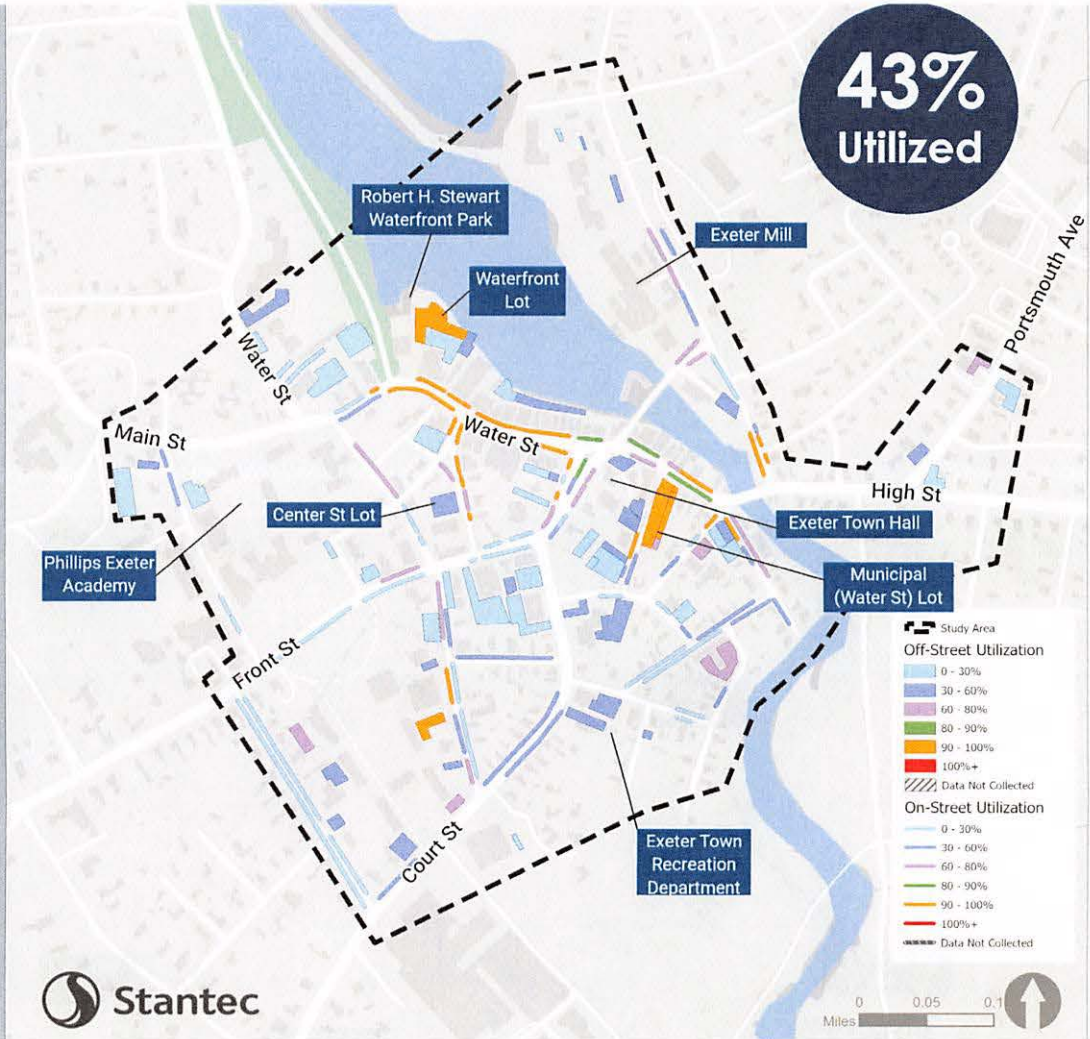 43%
Utilized
Robert H. Stewart
Waterfront Park
Exeter Mill
Waterfront
Lot
Portsmouth Ave
Water St
Water St
Main St
High St
Center St Lot
Exeter Town Hall
Phillips Exeter
Academy
Municipal
(Water St) Lot
Front St
Court St
Exeter Town
Recreation
Department
Study Area
Off-Street Utilization
0 - 30%
30 - 60%
60 - 80%
80 - 90%
90 - 100%
100%+
Data Not Collected
On-Street Utilization
0 - 30%
30 - 60%
60 - 80%
80 - 90%
90 - 100%
100%+
Data Not Collected
Stantec
0 0.05 0.1
Miles